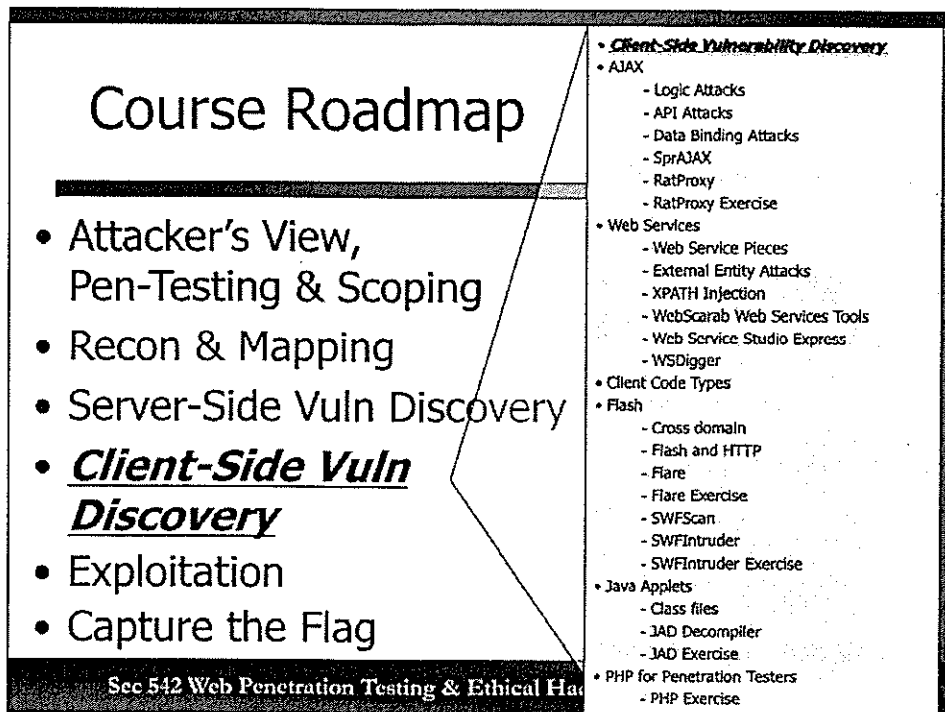 Course Roadmap
• Attacker's View,
Pen-Testing & Scoping
• Recon & Mapping
• Server-Side Vuln Discovery
• Client-Side Vuln
Discovery
• Exploitation
• Capture the Flag
Sec 542 Web Penetration Testing & Ethical Hac
• Client-Side Vulnerability Discovery
• AJAX
- Logic Attacks
- API Attacks
- Data Binding Attacks
- SprAJAX
- RatProxy
- RatProxy Exercise
• Web Services
- Web Service Pieces
- External Entity Attacks
- XPATH Injection
- WebScarab Web Services Tools
- Web Service Studio Express
- WSDigger
• Client Code Types
• Flash
- Cross domain
- Flash and HTTP
- Flare
- Flare Exercise
- SWFScan
- SWFIntruder
- SWFIntruder Exercise
• Java Applets
- Class files
- JAD Decompiler
- JAD Exercise
• PHP for Penetration Testers
- PHP Exercise